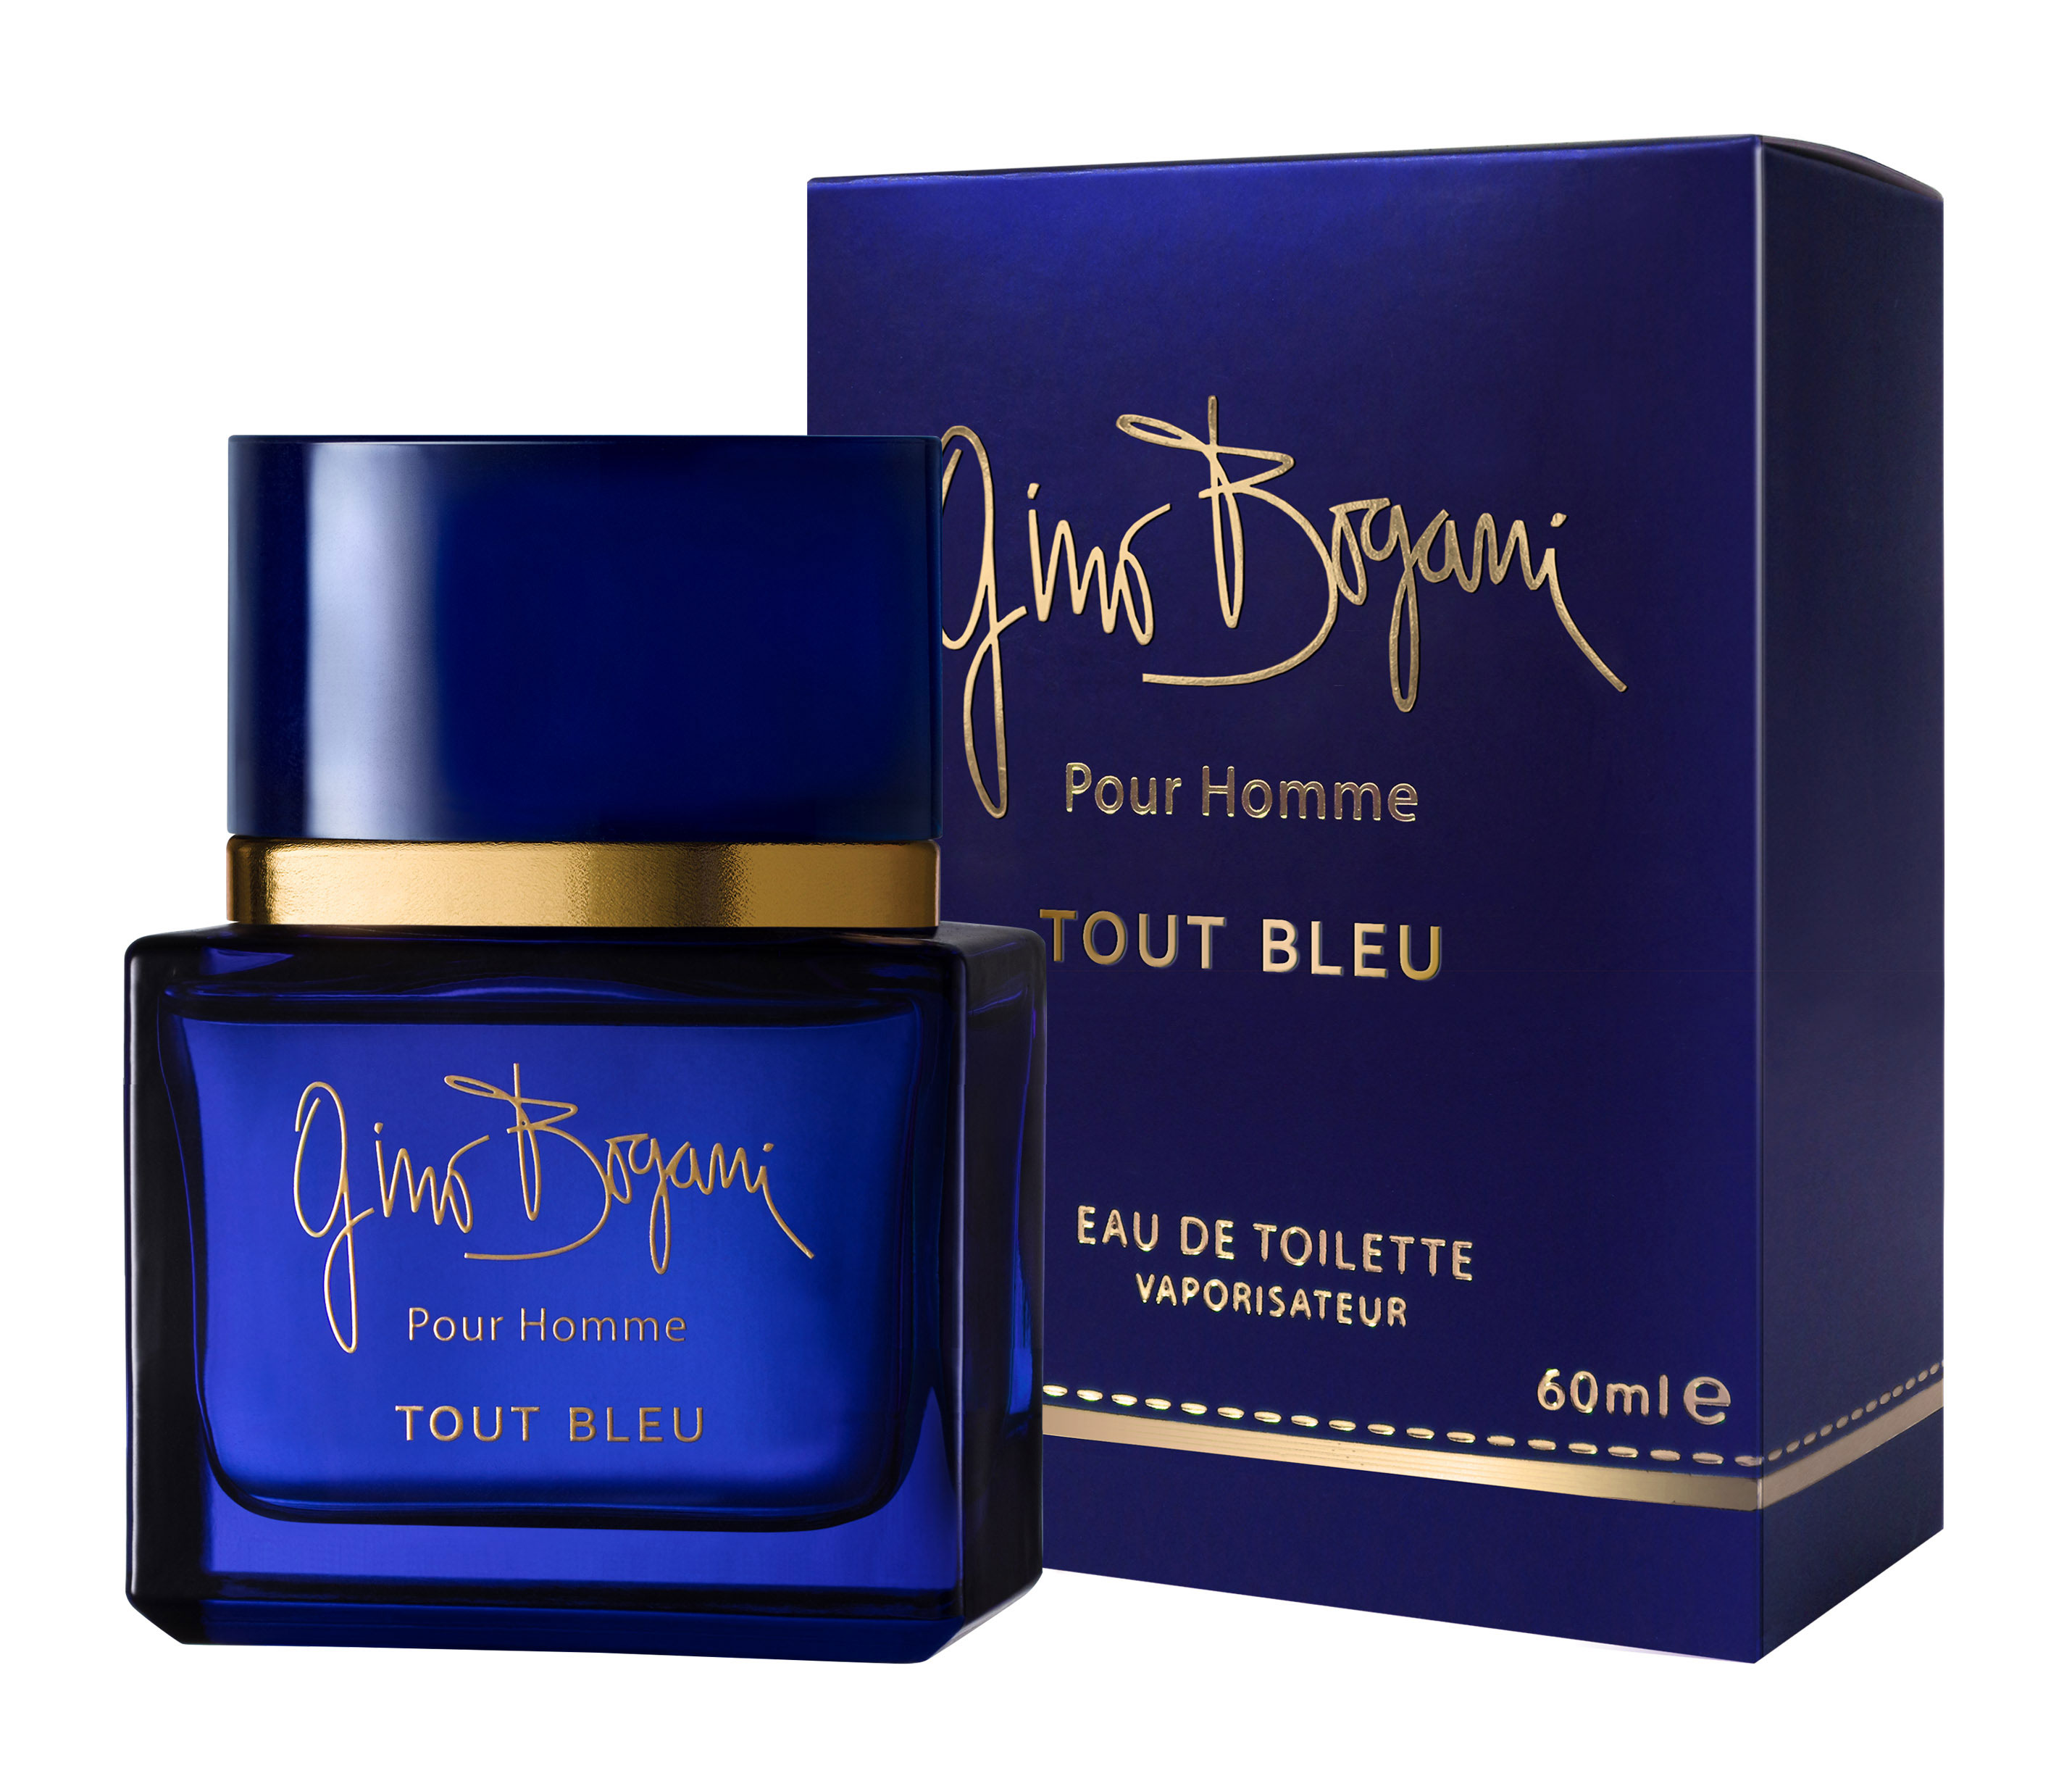 Gino Bogani
Pour Homme
TOUT BLEU
EAU DE TOILETTE
VAPORISATEUR
60ml e
Gino Bogani
Pour Homme
TOUT BLEU